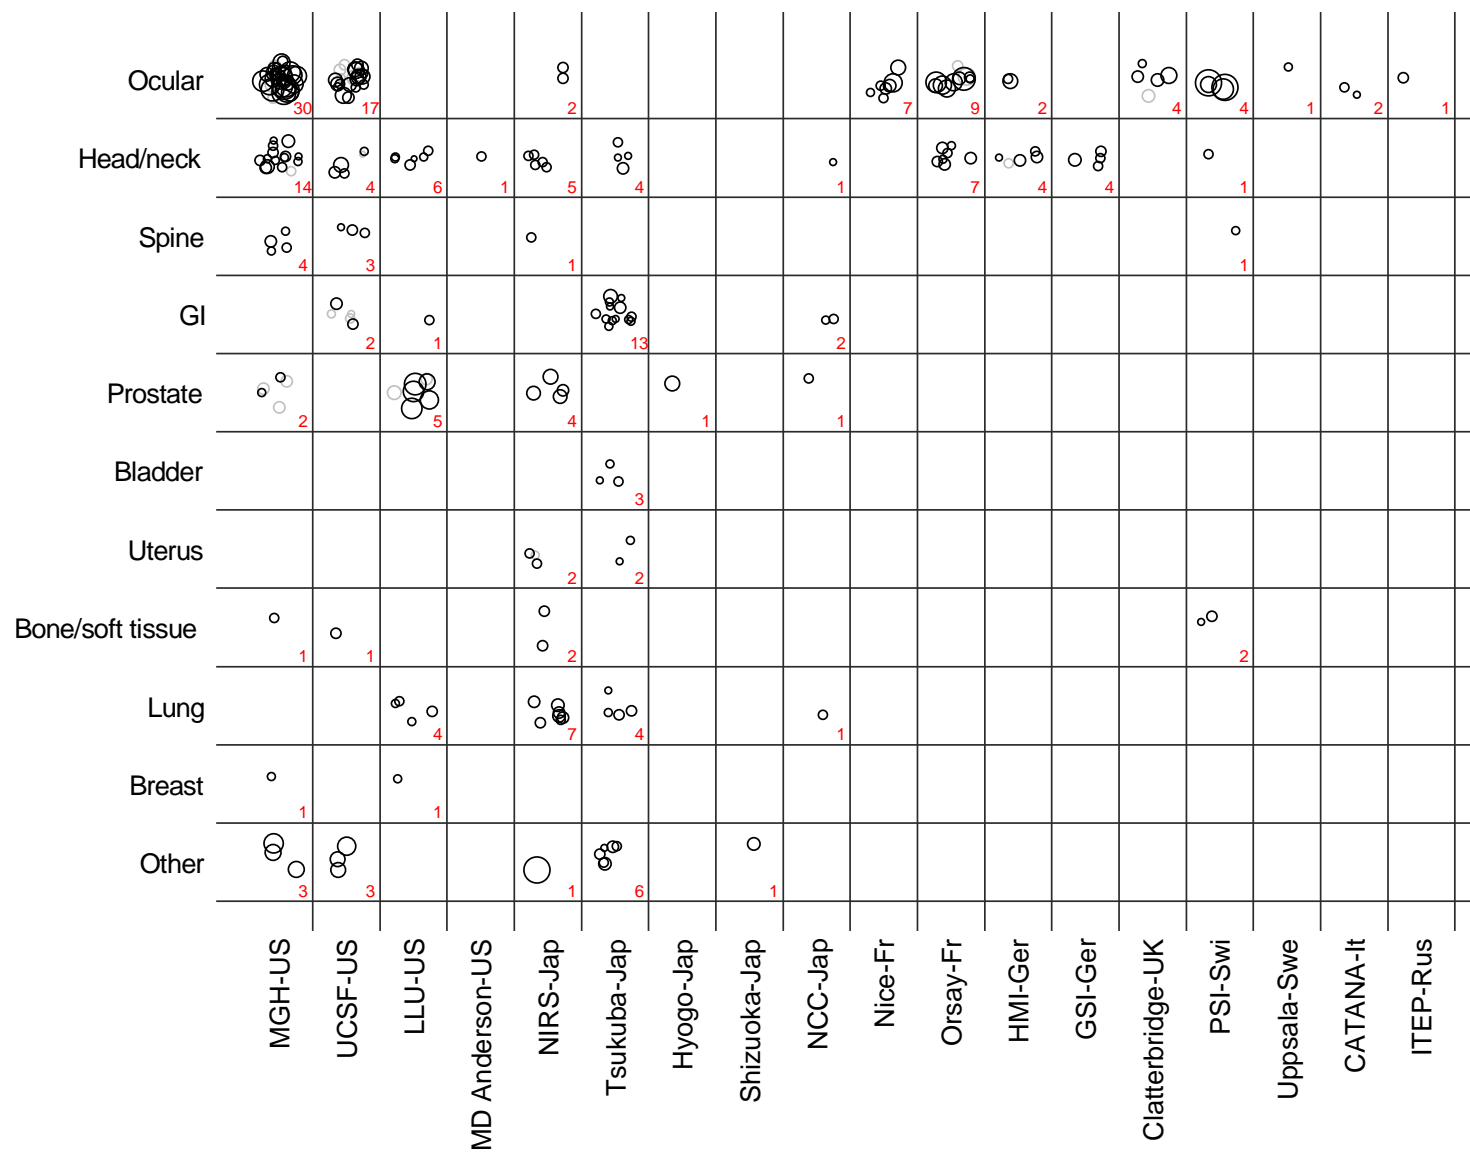 Ocular 30 17 2 7 9 2 4 4 1 2 1
Head/neck 14 4 6 1 5 4 1 7 4 4 1
Spine 4 3 1 1
GI 2 1 13 2
Prostate 2 5 4 1 1
Bladder 3
Uterus 2 2
Bone/soft tissue 1 1 2 2
Lung 4 7 4 1
Breast 1 1
Other 3 3 1 6 1
MGH-US
UCSF-US
LLU-US
MD Anderson-US
NIRS-Jap
Tsukuba-Jap
Hyogo-Jap
Shizuoka-Jap
NCC-Jap
Nice-Fr
Orsay-Fr
HMI-Ger
GSI-Ger
Clatterbridge-UK
PSI-Swi
Uppsala-Swe
CATANA-It
ITEP-Rus